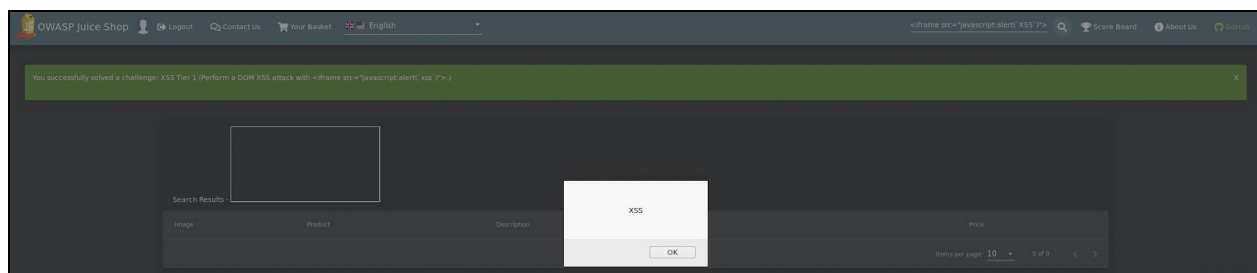 OWASP Juice Shop Logout Contact Us Your Basket English <iframe src="javascript:alert(`XSS`)"> Score Board About Us GitHub
You successfully solved a challenge: XSS Tier 1 (Perform a DOM XSS attack with <iframe src="javascript:alert(`xss`)">.) X
Search Results -
XSS
OK
Image Product Description Price
Items per page: 10 0 of 0